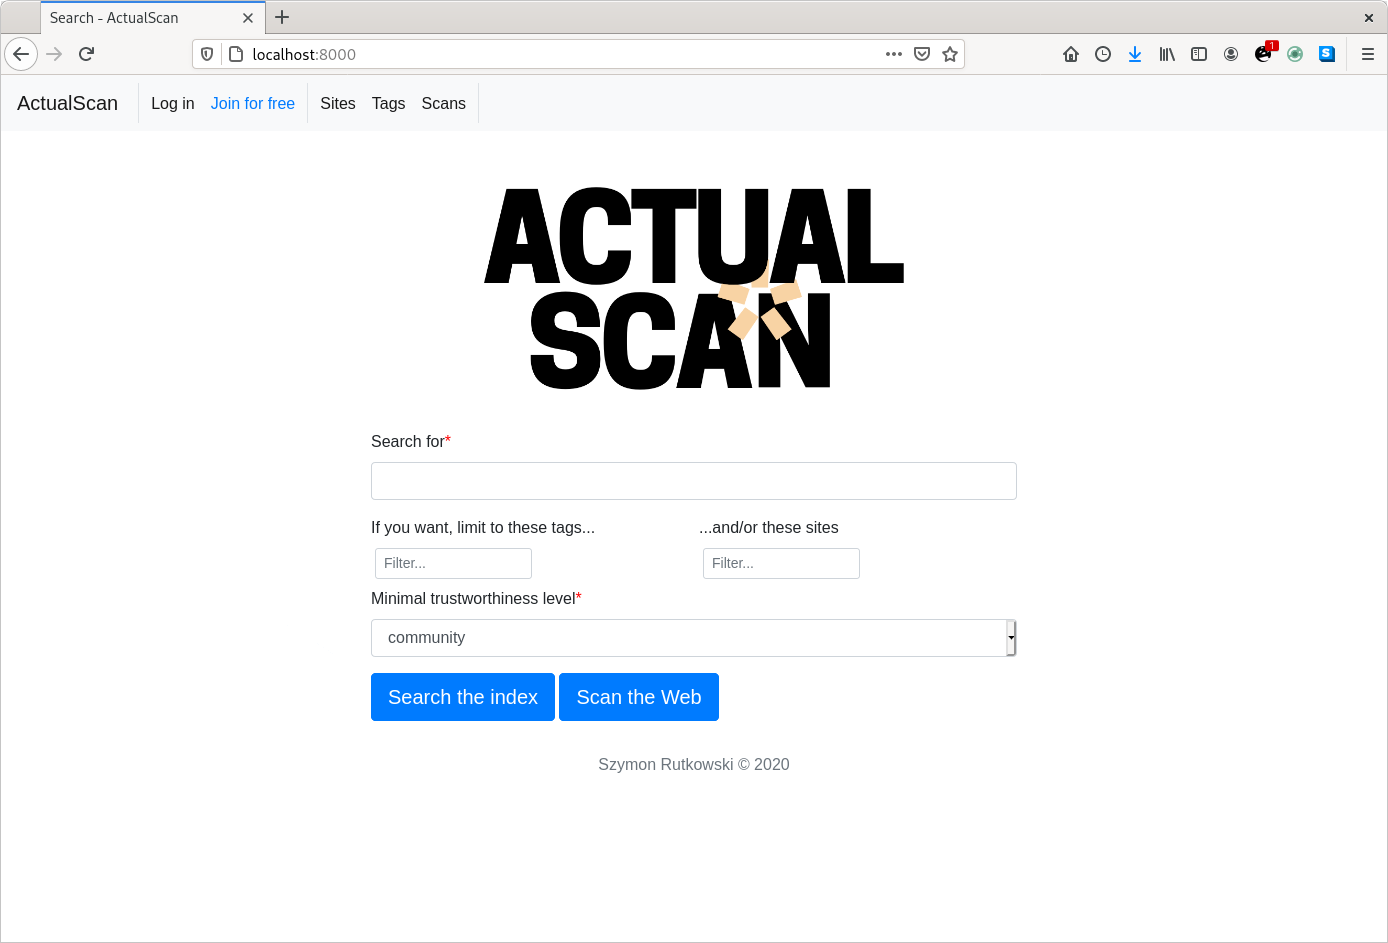 Search - ActualScan
localhost:8000
1
S
ActualScan
Log in
Join for free
Sites
Tags
Scans
ACTUAL
SCAN
Search for*
If you want, limit to these tags...
...and/or these sites
Filter...
Filter...
Minimal trustworthiness level*
community
Search the index
Scan the Web
Szymon Rutkowski © 2020